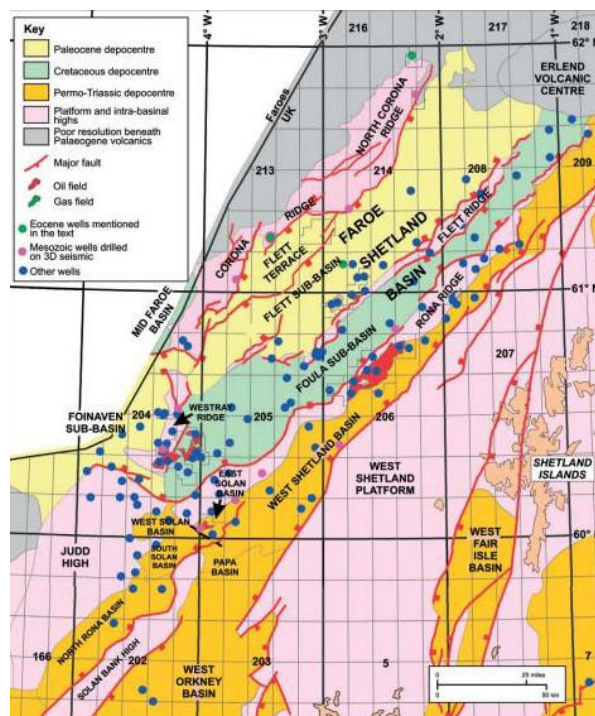 Key
Paleocene depocentre
Cretaceous depocentre
Permo-Triassic depocentre
Platform and intra-basinal
highs
Poor resolution beneath
Palaeogene volcanics
Major fault
Oil field
Gas field
Eocene wells mentioned
in the text
Mesozoic wells drilled
on 3D seismic
Other wells
4° W
3° W
2° W
1° W
216
217
218
62° N
ERLEND
VOLCANIC
CENTRE
Faroes
UK
NORTH CORONA
RIDGE
213
214
208
209
CORONA
RIDGE
FLETT
TERRACE
FAROE
SHETLAND
BASIN
FLETT SUB-BASIN
FLETT RIDGE
MID FAROE
BASIN
61° N
RONA RIDGE
FOULA SUB-BASIN
207
204
WESTRAY
RIDGE
205
206
FOINAVEN
SUB-BASIN
EAST
SOLAN
BASIN
WEST SHETLAND BASIN
WEST
SHETLAND
PLATFORM
SHETLAND
ISLANDS
WEST SOLAN
BASIN
SOUTH
SOLAN
BASIN
PAPA
BASIN
JUDD
HIGH
60° N
WEST
FAIR
ISLE
BASIN
NORTH RONA BASIN
SOLAN BANK HIGH
166
202
203
WEST
ORKNEY
BASIN
5
7
0
25 miles
0
50 km